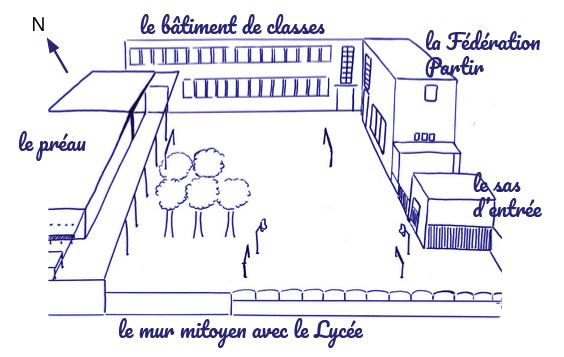 N
le bâtiment de classes
la Fédération
Partir
le préau
le sas
d'entrée
le mur mitoyen avec le Lycée